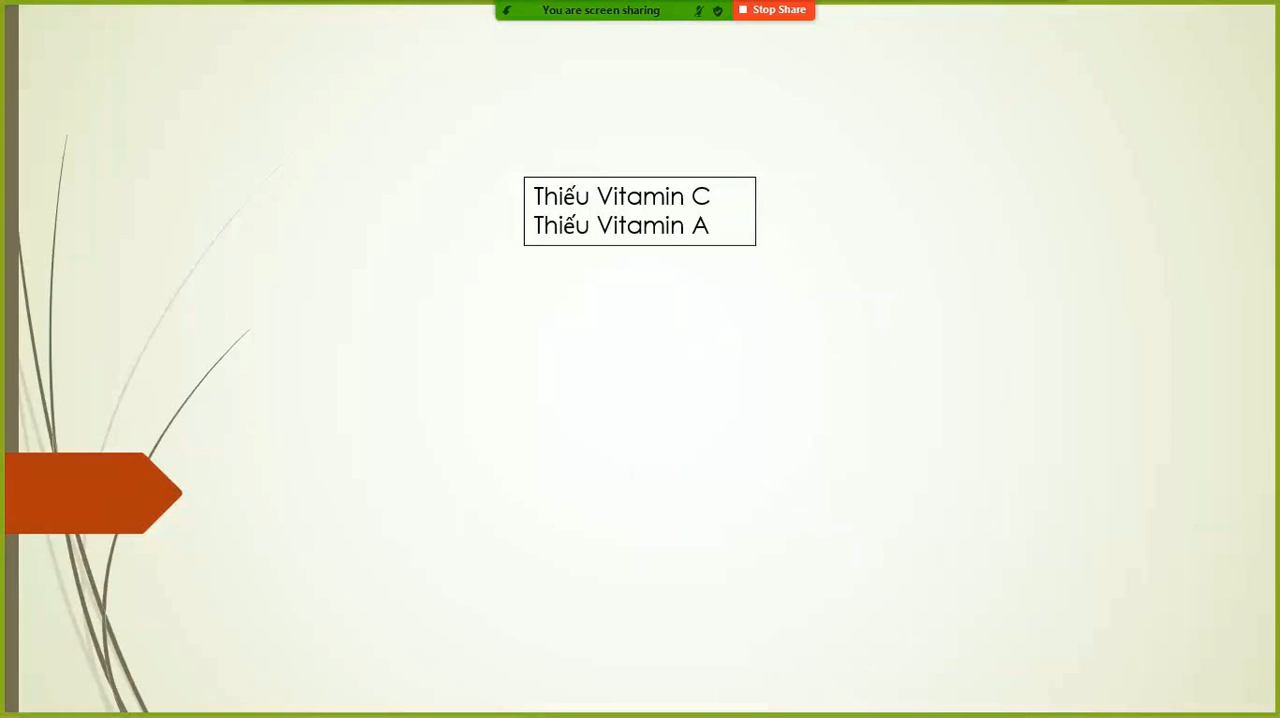 You are screen sharing
Stop Share
Thiếu Vitamin C
Thiếu Vitamin A